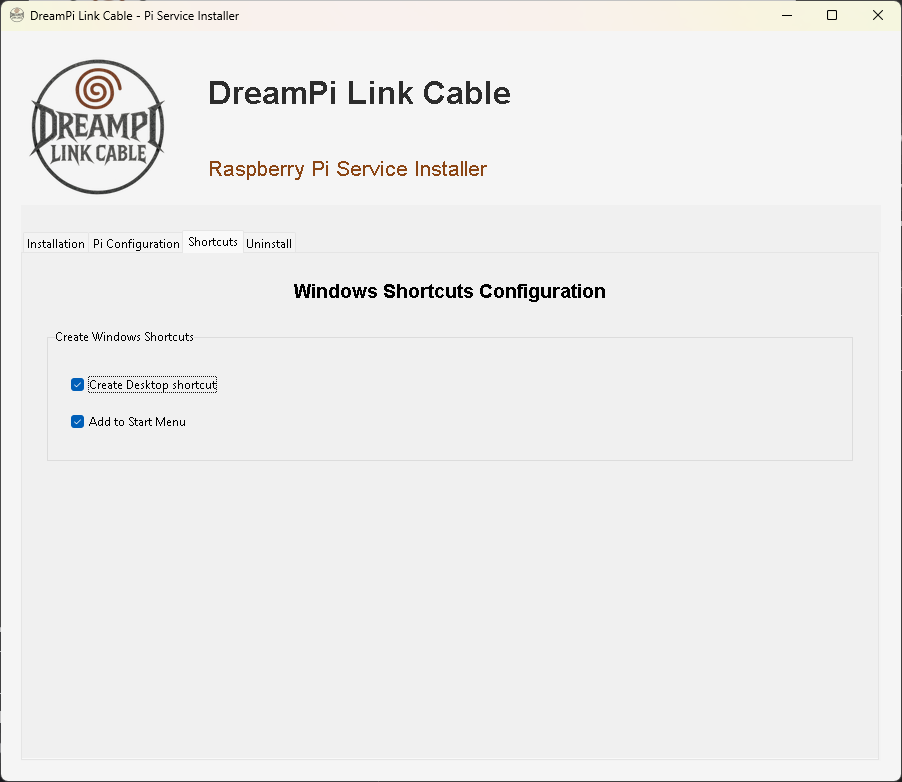 DreamPi Link Cable - Pi Service Installer
DREAMPI
LINK CABLE
DreamPi Link Cable
Raspberry Pi Service Installer
Installation Pi Configuration Shortcuts Uninstall
Windows Shortcuts Configuration
Create Windows Shortcuts
Create Desktop shortcut
Add to Start Menu